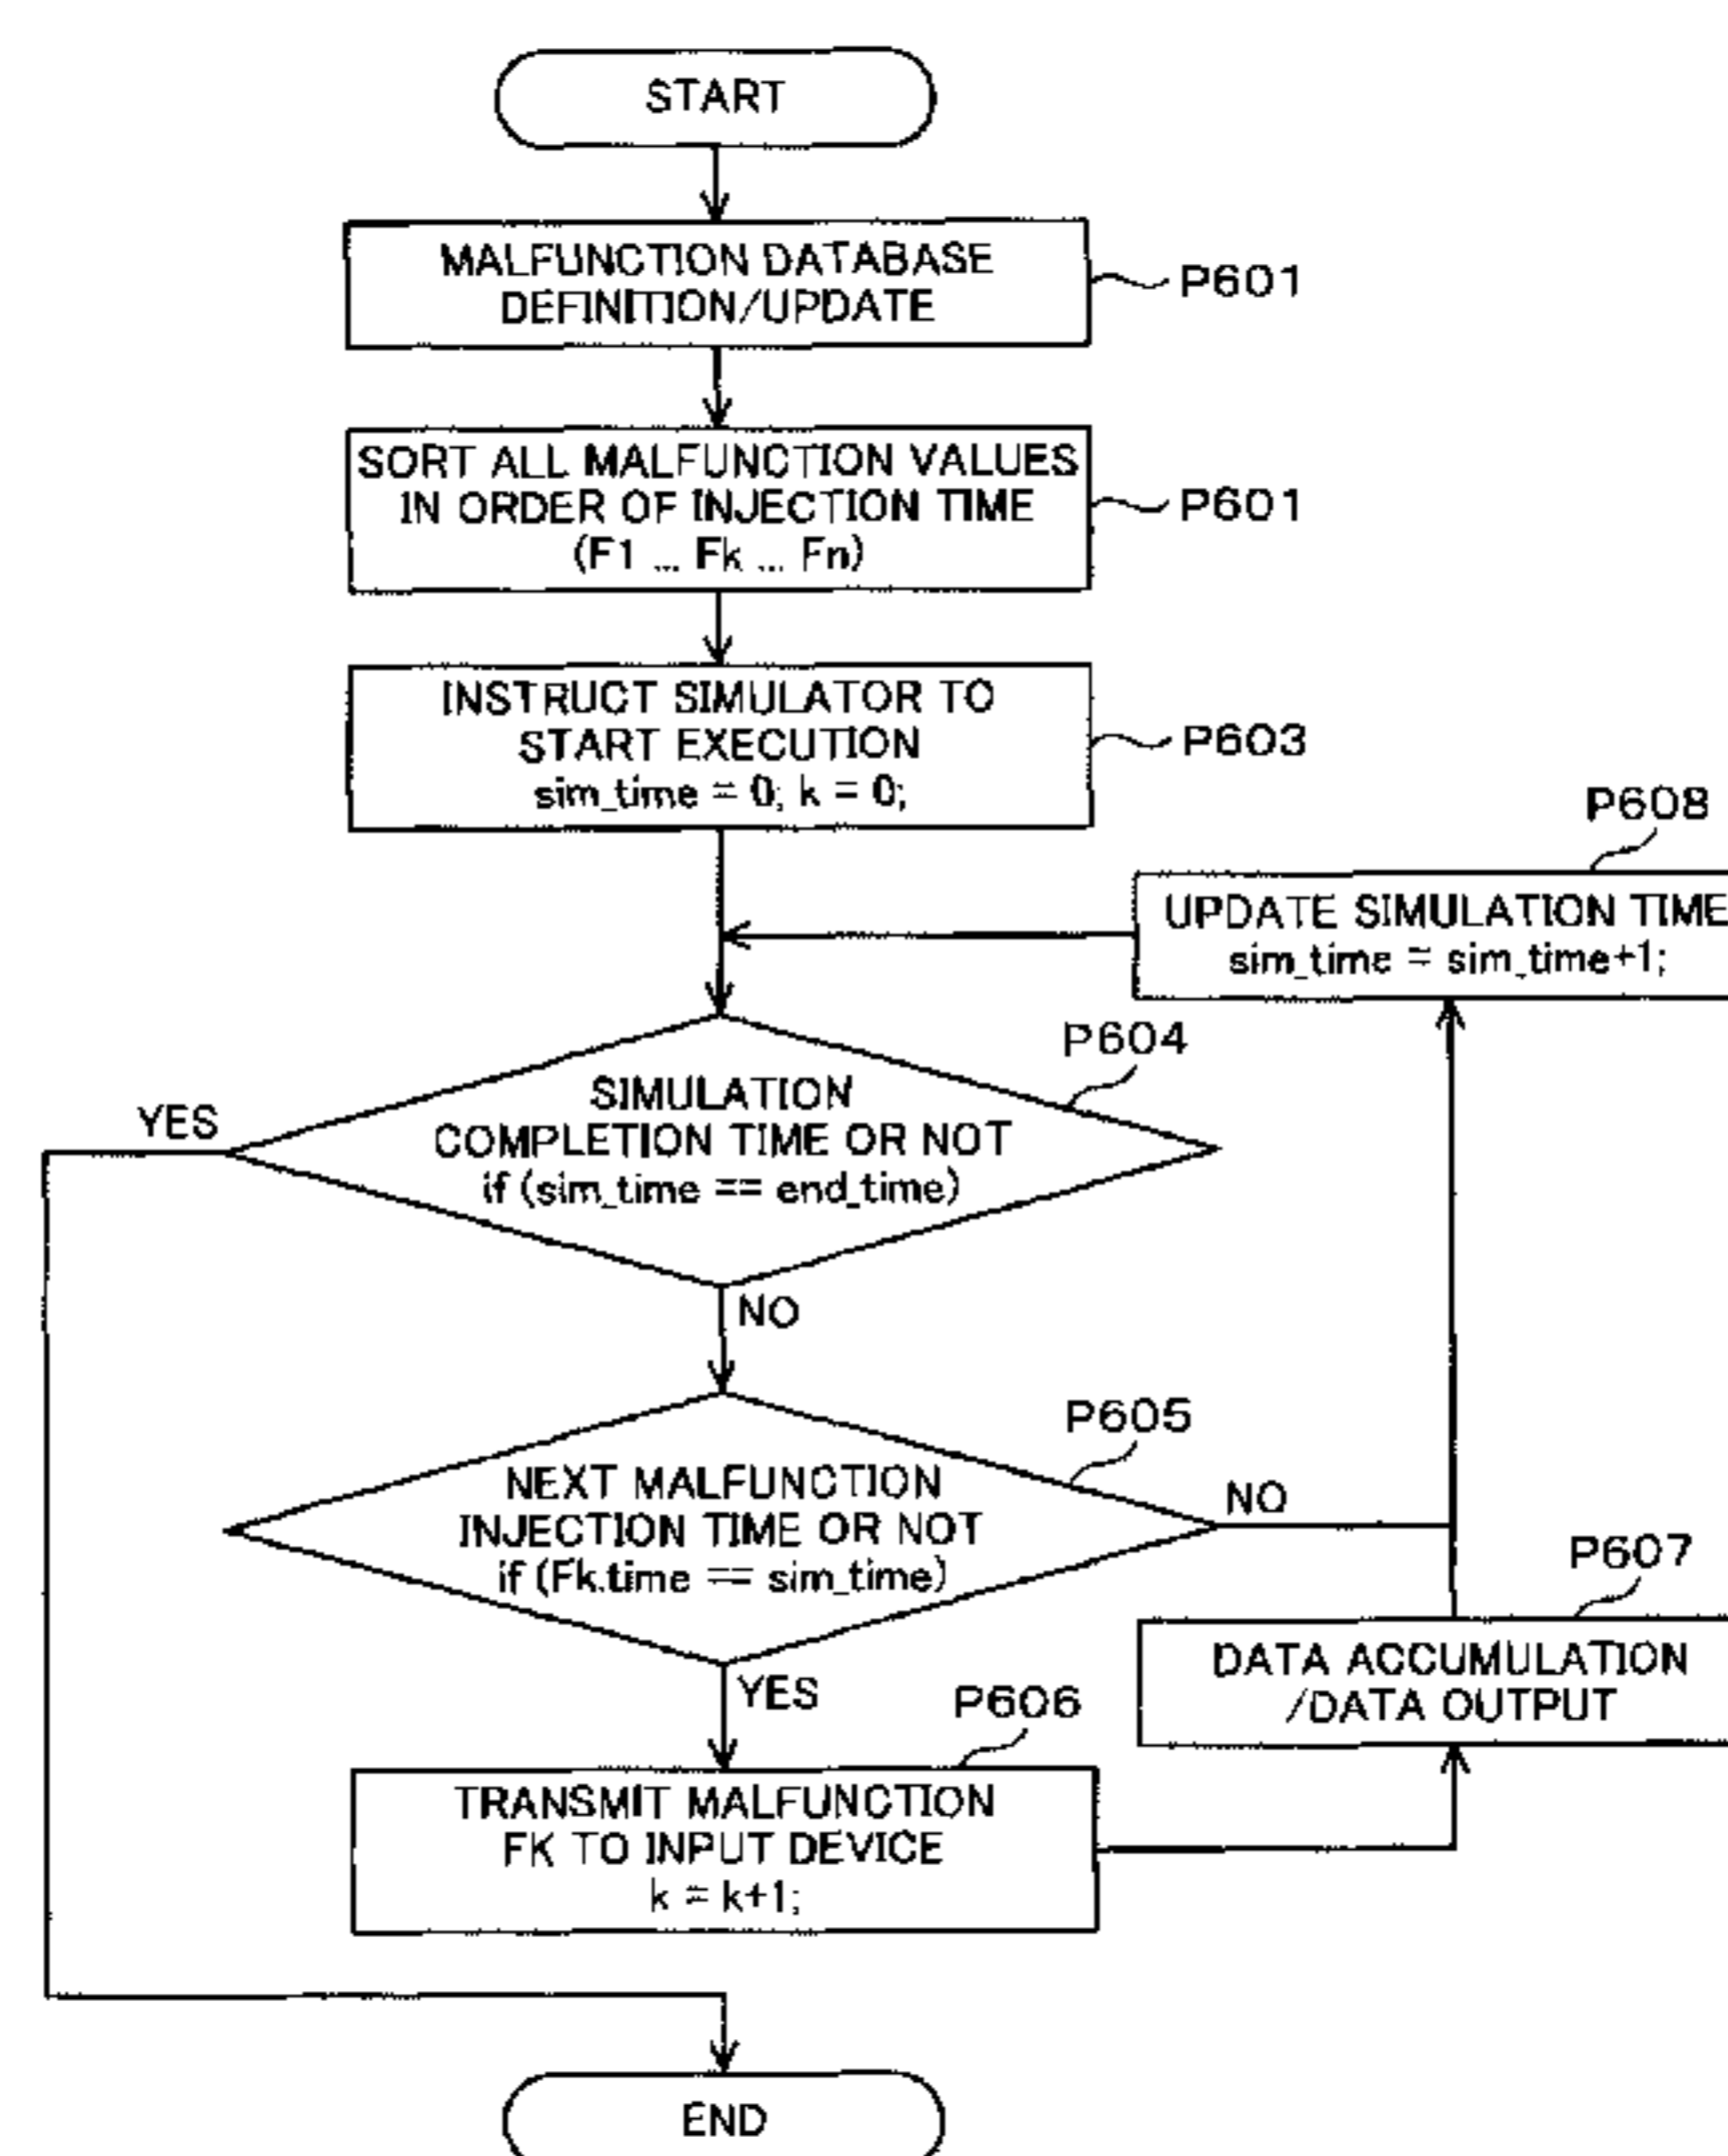 START
MALFUNCTION DATABASE
DEFINITION/UPDATE
P601
SORT ALL MALFUNCTION VALUES
IN ORDER OF INJECTION TIME
(F1 ... Fk ... Fn)
P601
INSTRUCT SIMULATOR TO
START EXECUTION
sim_time = 0; k = 0;
P603
P608
UPDATE SIMULATION TIME
sim_time = sim_time+1;
P604
SIMULATION
COMPLETION TIME OR NOT
if (sim_time == end_time)
YES
NO
P605
NEXT MALFUNCTION
INJECTION TIME OR NOT
if (Fk.time == sim_time)
NO
YES
P607
DATA ACCUMULATION
/DATA OUTPUT
P606
TRANSMIT MALFUNCTION
FK TO INPUT DEVICE
k = k+1;
END